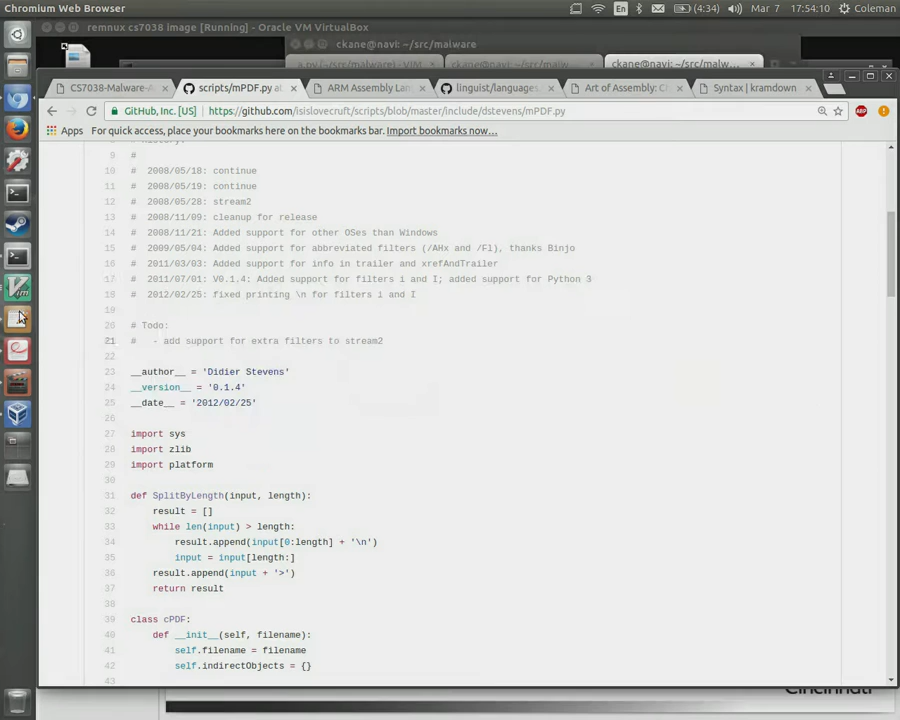 Chromium Web Browser
En
(4:34)
Mar 7
17:54:10
Coleman
remnux cs7038 image [Running] - Oracle VM VirtualBox
ckane@navi: ~/src/malware
a.py (~/src/malware) - VIM
ckane@navi: ~/src/malw...
ckane@navi: ~/src/malw...
CS7038-Malware-A
scripts/mPDF.py at
ARM Assembly Lang
linguist/languages.
Art of Assembly: C
Syntax | kramdown
GitHub, Inc. [US]
https://github.com/isislovecruft/scripts/blob/master/include/dstevens/mPDF.py
Apps
For quick access, place your bookmarks here on the bookmarks bar. Import bookmarks now...
9 #
10 # 2008/05/18: continue
11 # 2008/05/19: continue
12 # 2008/05/28: stream2
13 # 2008/11/09: cleanup for release
14 # 2008/11/21: Added support for other OSes than Windows
15 # 2009/05/04: Added support for abbreviated filters (/AHx and /Fl), thanks Binjo
16 # 2011/03/03: Added support for info in trailer and xrefAndTrailer
17 # 2011/07/01: V0.1.4: Added support for filters i and I; added support for Python 3
18 # 2012/02/25: fixed printing \n for filters i and I
19
20 # Todo:
21 # - add support for extra filters to stream2
22
23 __author__ = 'Didier Stevens'
24 __version__ = '0.1.4'
25 __date__ = '2012/02/25'
26
27 import sys
28 import zlib
29 import platform
30
31 def SplitByLength(input, length):
32 result = []
33 while len(input) > length:
34 result.append(input[0:length] + '\n')
35 input = input[length:]
36 result.append(input + '>')
37 return result
38
39 class cPDF:
40 def __init__(self, filename):
41 self.filename = filename
42 self.indirectObjects = {}
43
Cincinnati